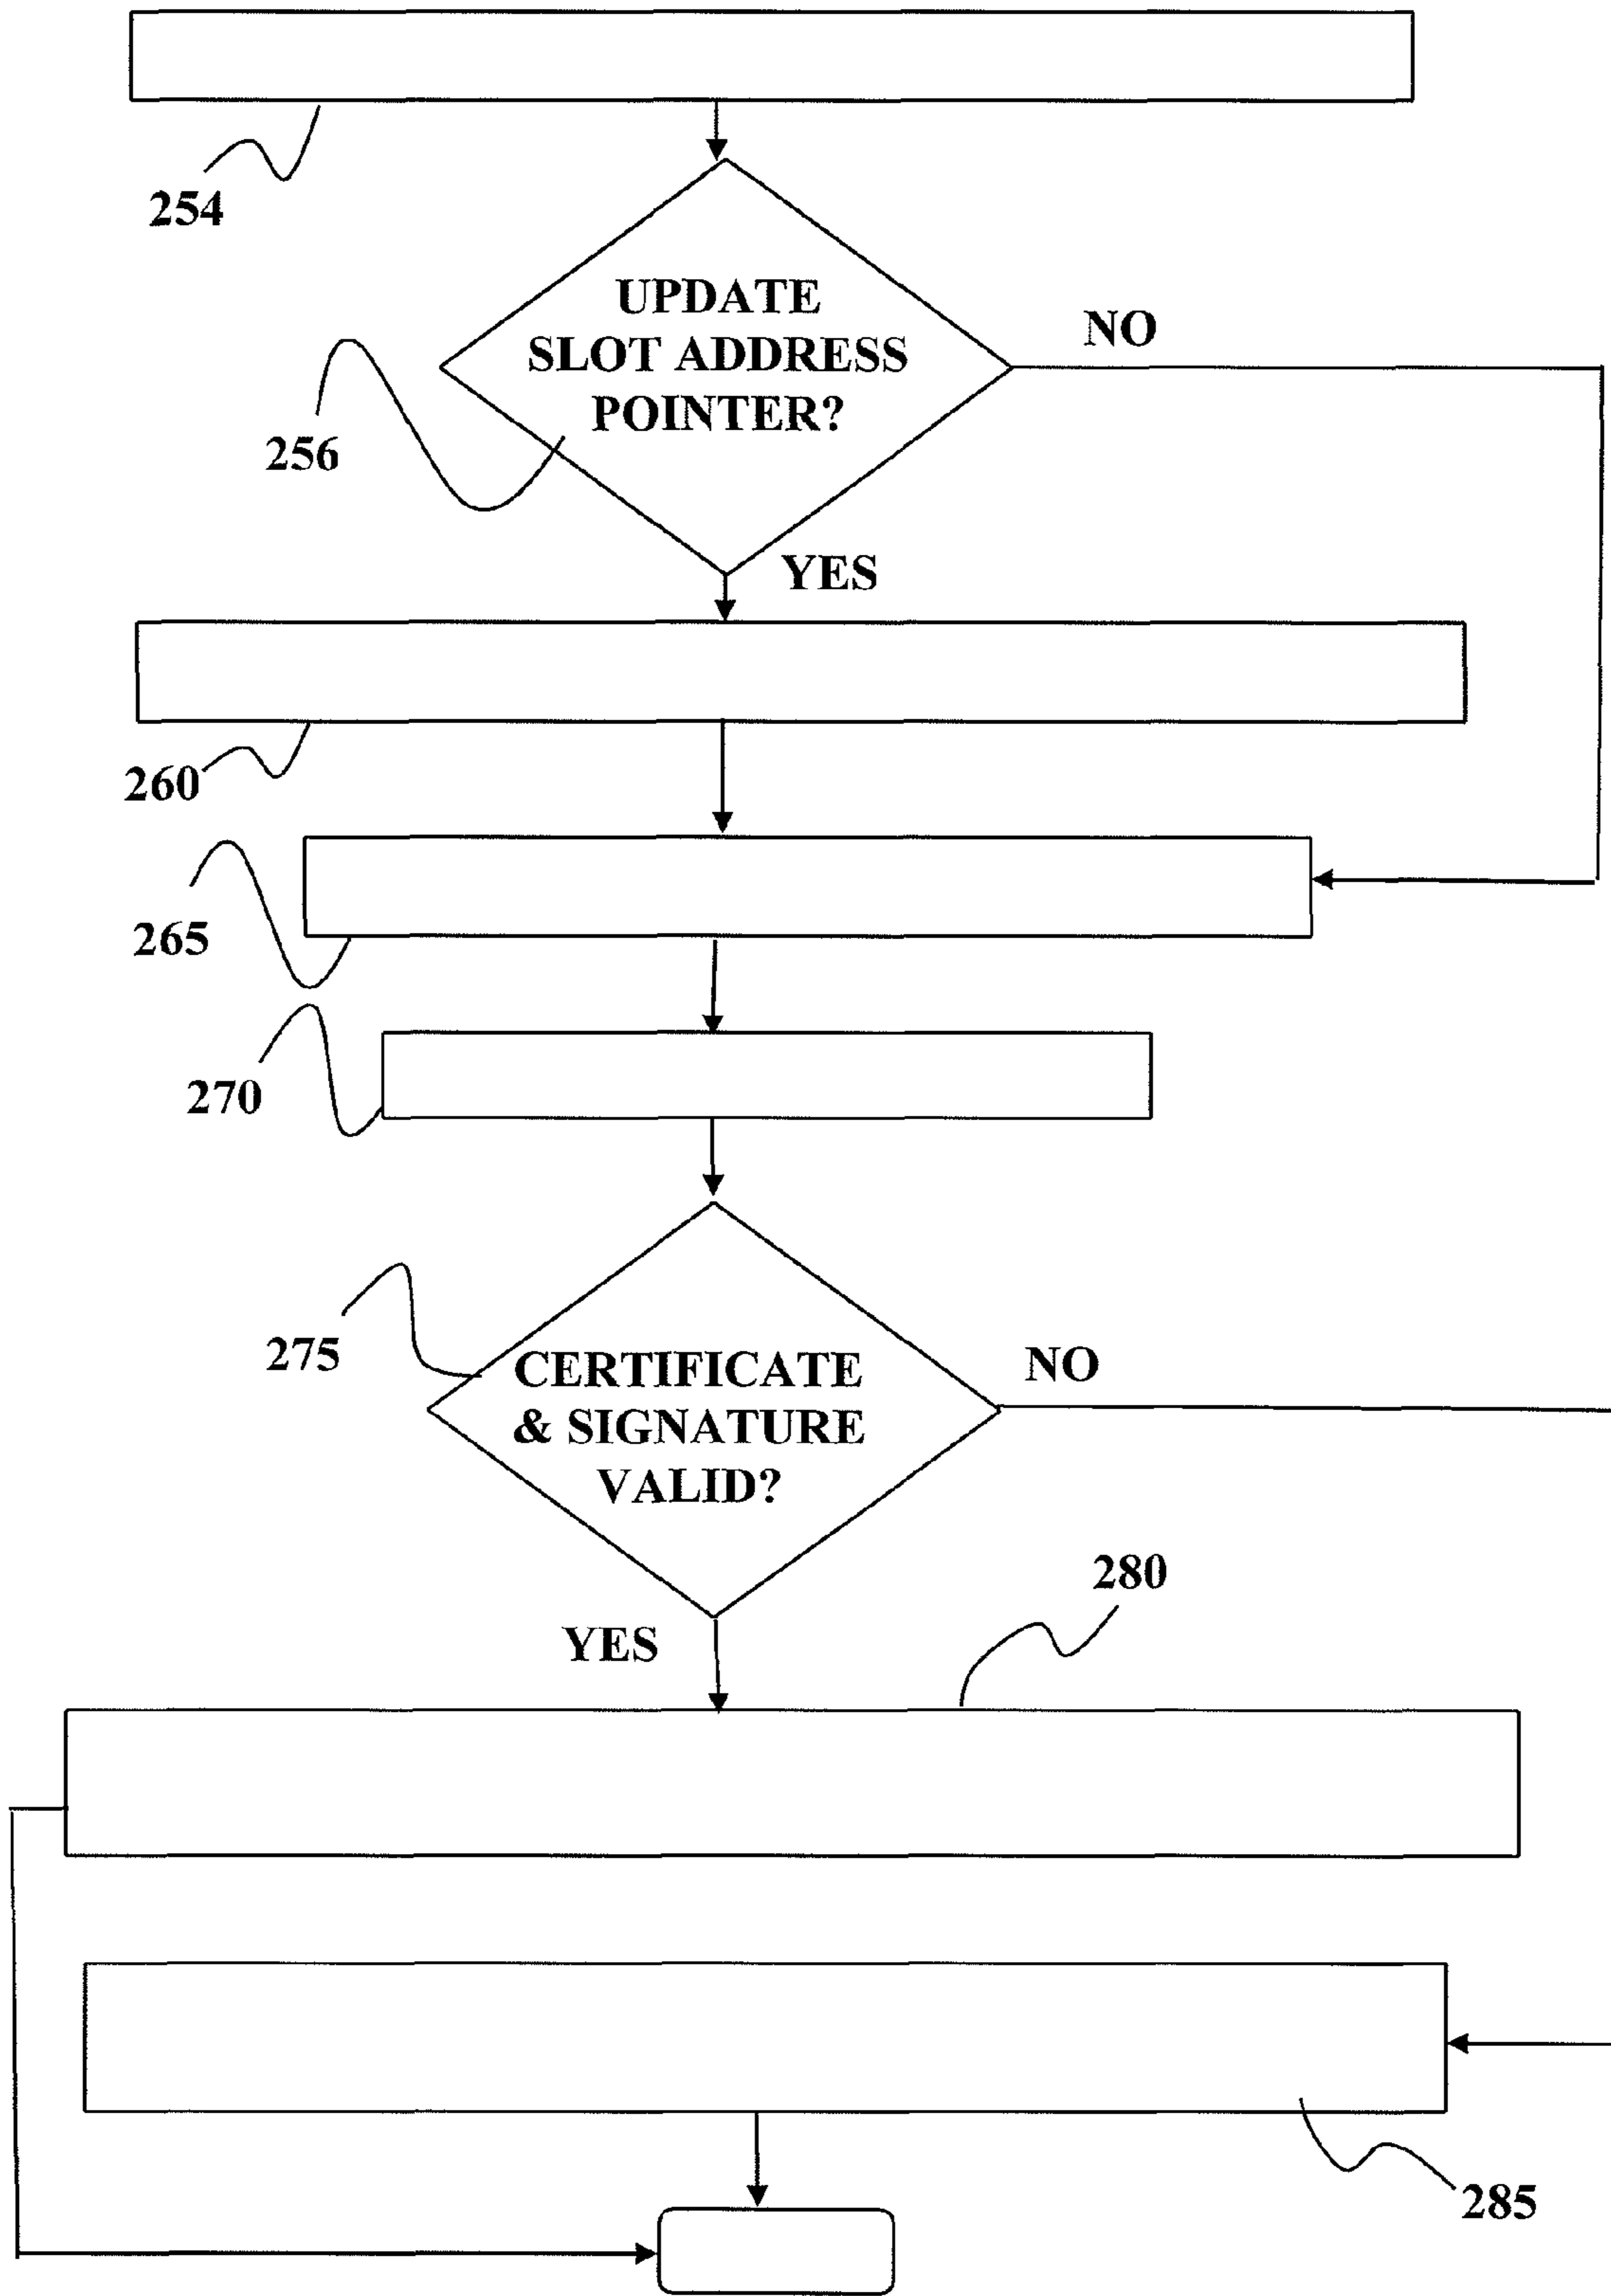 254
UPDATE
SLOT ADDRESS
POINTER?
NO
256
YES
260
265
270
275
CERTIFICATE
& SIGNATURE
VALID?
NO
280
YES
285